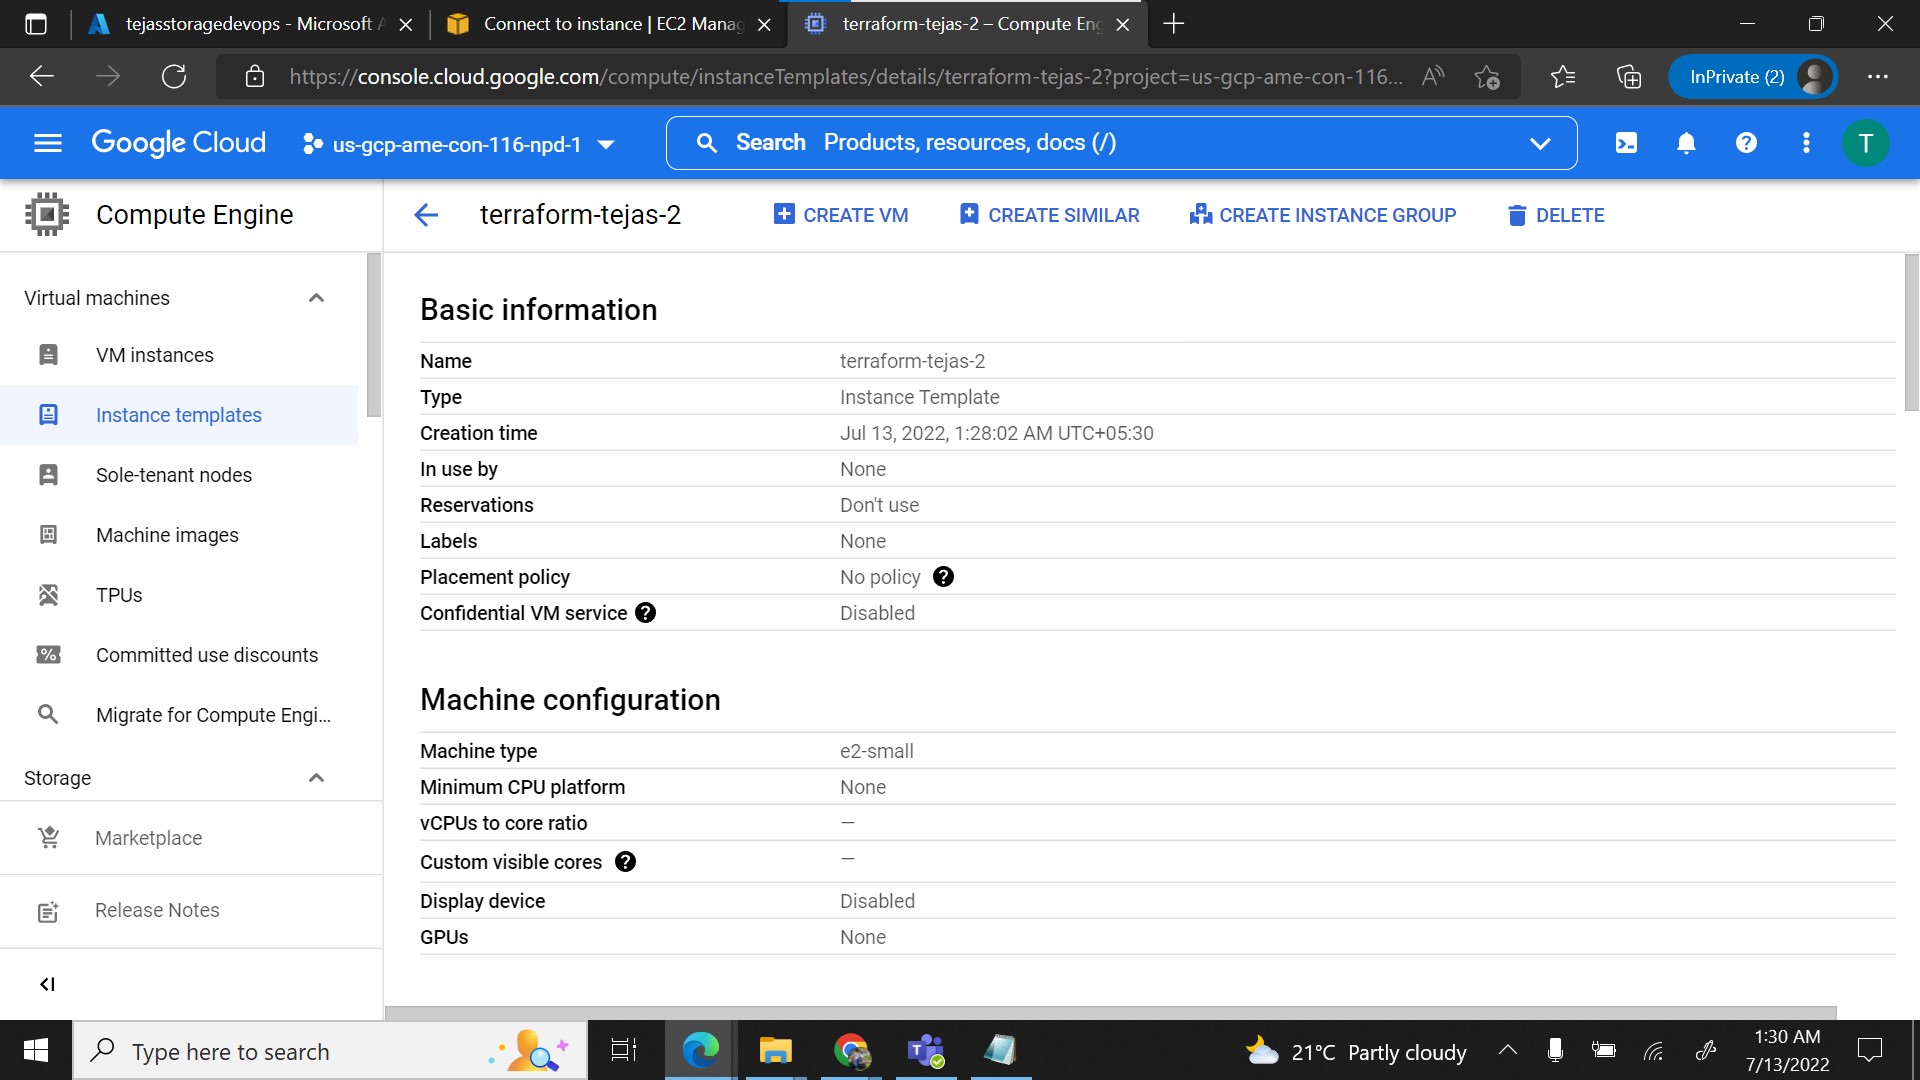 tejasstoragedevops - Microsoft A
Connect to instance | EC2 Manag
terraform-tejas-2 – Compute Eng
https://console.cloud.google.com/compute/instanceTemplates/details/terraform-tejas-2?project=us-gcp-ame-con-116...
InPrivate (2)
Google Cloud
us-gcp-ame-con-116-npd-1
Search Products, resources, docs (/)
T
Compute Engine
terraform-tejas-2
CREATE VM
CREATE SIMILAR
CREATE INSTANCE GROUP
DELETE
Virtual machines
VM instances
Instance templates
Sole-tenant nodes
Machine images
TPUs
Committed use discounts
Migrate for Compute Engi...
Storage
Marketplace
Release Notes
Basic information
Name terraform-tejas-2
Type Instance Template
Creation time Jul 13, 2022, 1:28:02 AM UTC+05:30
In use by None
Reservations Don't use
Labels None
Placement policy No policy
Confidential VM service Disabled
Machine configuration
Machine type e2-small
Minimum CPU platform None
vCPUs to core ratio —
Custom visible cores —
Display device Disabled
GPUs None
Type here to search
21°C Partly cloudy
1:30 AM
7/13/2022